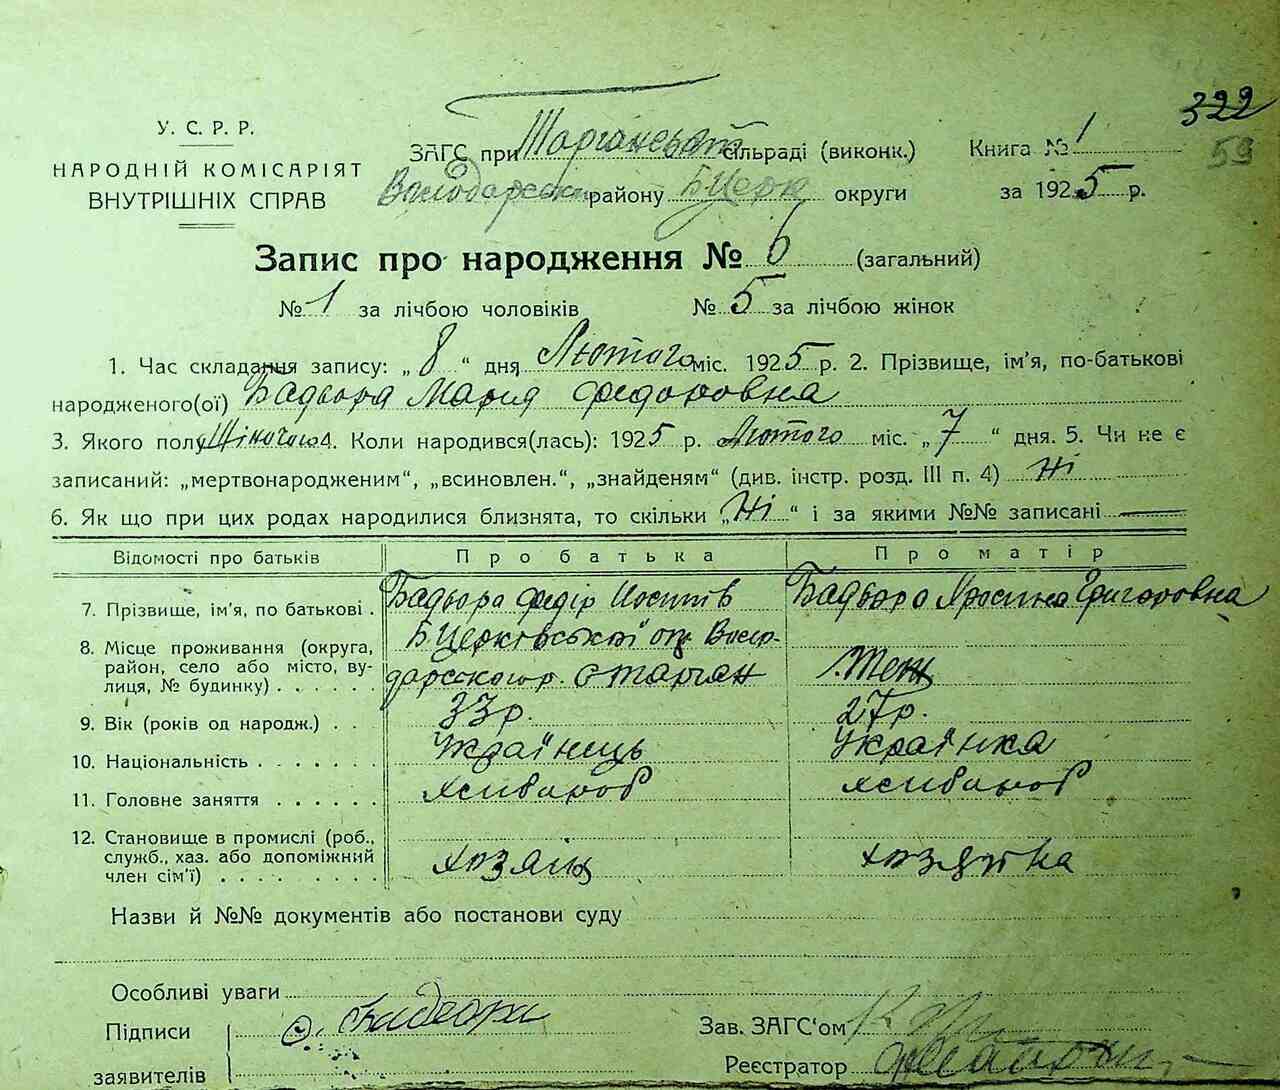 322
59
У. С. Р. Р.
НАРОДНІЙ КОМІСАРІЯТ
ВНУТРІШНІХ СПРАВ
ЗАГС при сільраді (виконк.) Книга № 1
району Б Церк округи за 1925 р.
Запис про народження № 6 (загальний)
№ 1 за лічбою чоловіків № 5 за лічбою жінок
1. Час складання запису: „ 8 “ дня Лютого міс. 1925 р. 2. Прізвище, ім'я, по-батькові
народженого(ої) Бадьора Мария Федоровна
3. Якого полу Жіночого 4. Коли народився(лась): 1925 р. Лютого міс. „ 7 “ дня. 5. Чи не є
записаний: „мертвонародженим“, „всиновлен.“, „знайденям“ (див. інстр. розд. III п. 4) Ні
6. Як що при цих родах народилися близнята, то скільки „ Ні “ і за якими №№ записані
Відомості про батьків Про батька Про матір
7. Прізвище, ім'я, по батькові . Бадьора Федір Бадьора Григоровна
8. Місце проживання (округа, район, село або місто, вулиця, № будинку) . . . . . . Теж
9. Вік (років од народж.) . . 33р. 27р.
10. Національність . . . . . . . Українець Українка
11. Головне заняття . . . . . . Хлібороб Хлібороб
12. Становище в промислі (роб., служб., хаз. або допоміжний член сім'ї) . . . . . . . . Хозяин хозяйка
Назви й №№ документів або постанови суду
Особливі уваги
Підписи
заявителів
Зав. ЗАГС'ом
Реєстратор